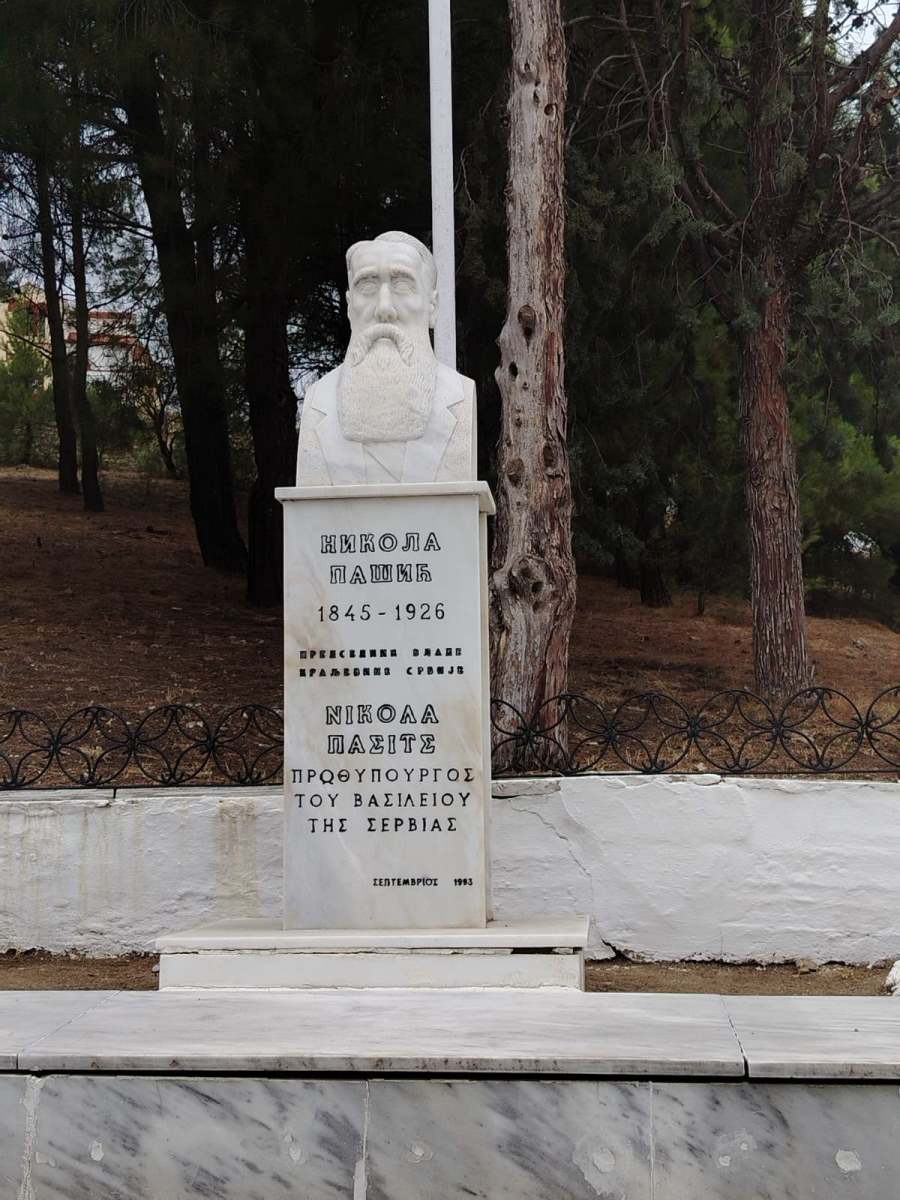 НИКОЛА
ПАШИЋ
1845 - 1926
ПРЕДСЕДНИК ВЛАДЕ
КРАЉЕВИНЕ СРБИЈЕ
ΝΙΚΟΛΑ
ΠΑΣΙΤΣ
ΠΡΩΘΥΠΟΥΡΓΟΣ
ΤΟΥ ΒΑΣΙΛΕΙΟΥ
ΤΗΣ ΣΕΡΒΙΑΣ
ΣΕΠΤΕΜΒΡΙΟΣ 1993